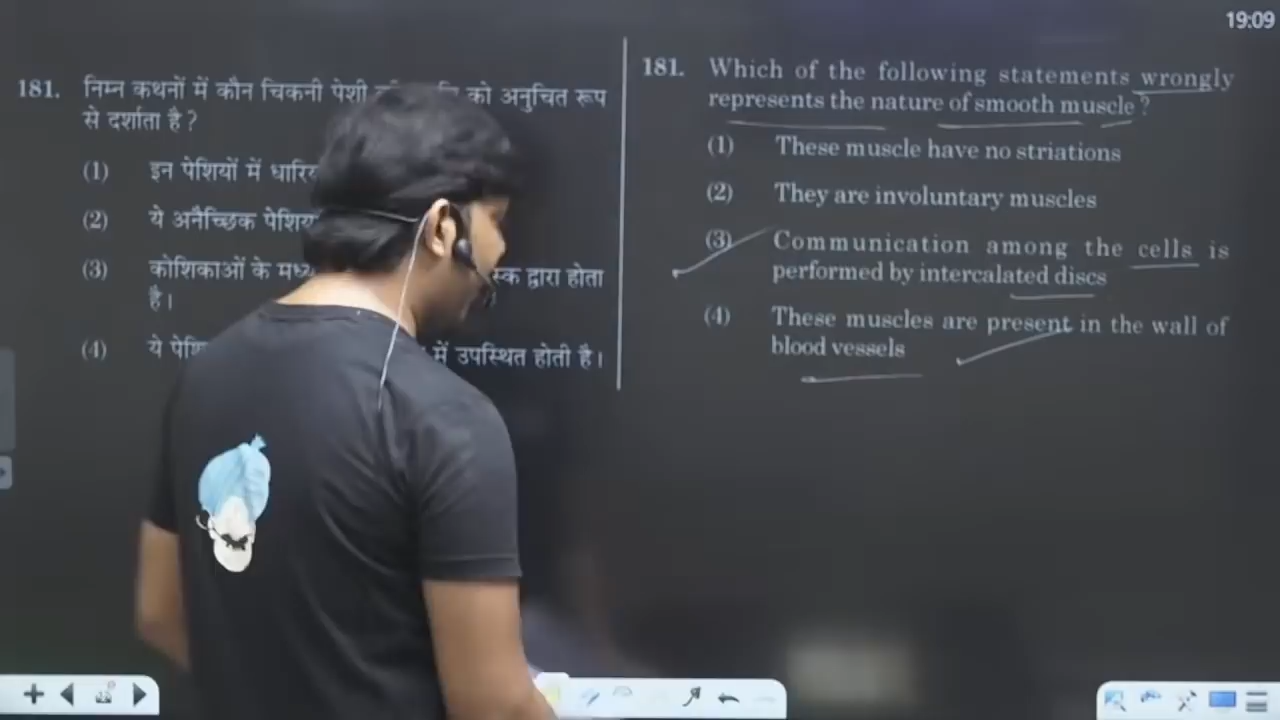 19:09
181. निम्न कथनों में कौन चिकनी पेशी को अनुचित रूप
से दर्शाता है ?
(1) इन पेशियों में
(2) ये अनैच्छिक
(3) कोशिकाओं के द्वारा होता
है।
(4) ये में उपस्थित होती है।
181. Which of the following statements wrongly
represents the nature of smooth muscle ?
(1) These muscle have no striations
(2) They are involuntary muscles
(3) Communication among the cells is
performed by intercalated discs
(4) These muscles are present in the wall of
blood vessels